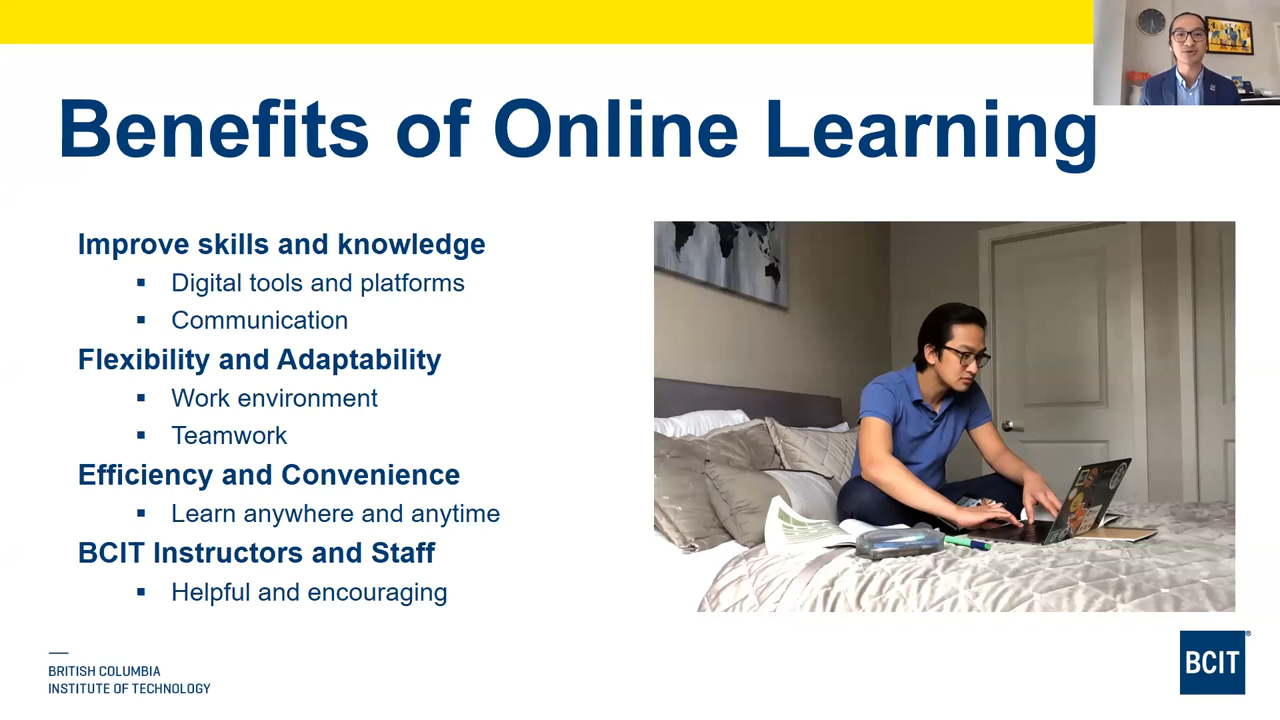 Benefits of Online Learning
Improve skills and knowledge
▪ Digital tools and platforms
▪ Communication
Flexibility and Adaptability
▪ Work environment
▪ Teamwork
Efficiency and Convenience
▪ Learn anywhere and anytime
BCIT Instructors and Staff
▪ Helpful and encouraging
BRITISH COLUMBIA
INSTITUTE OF TECHNOLOGY
BCIT®